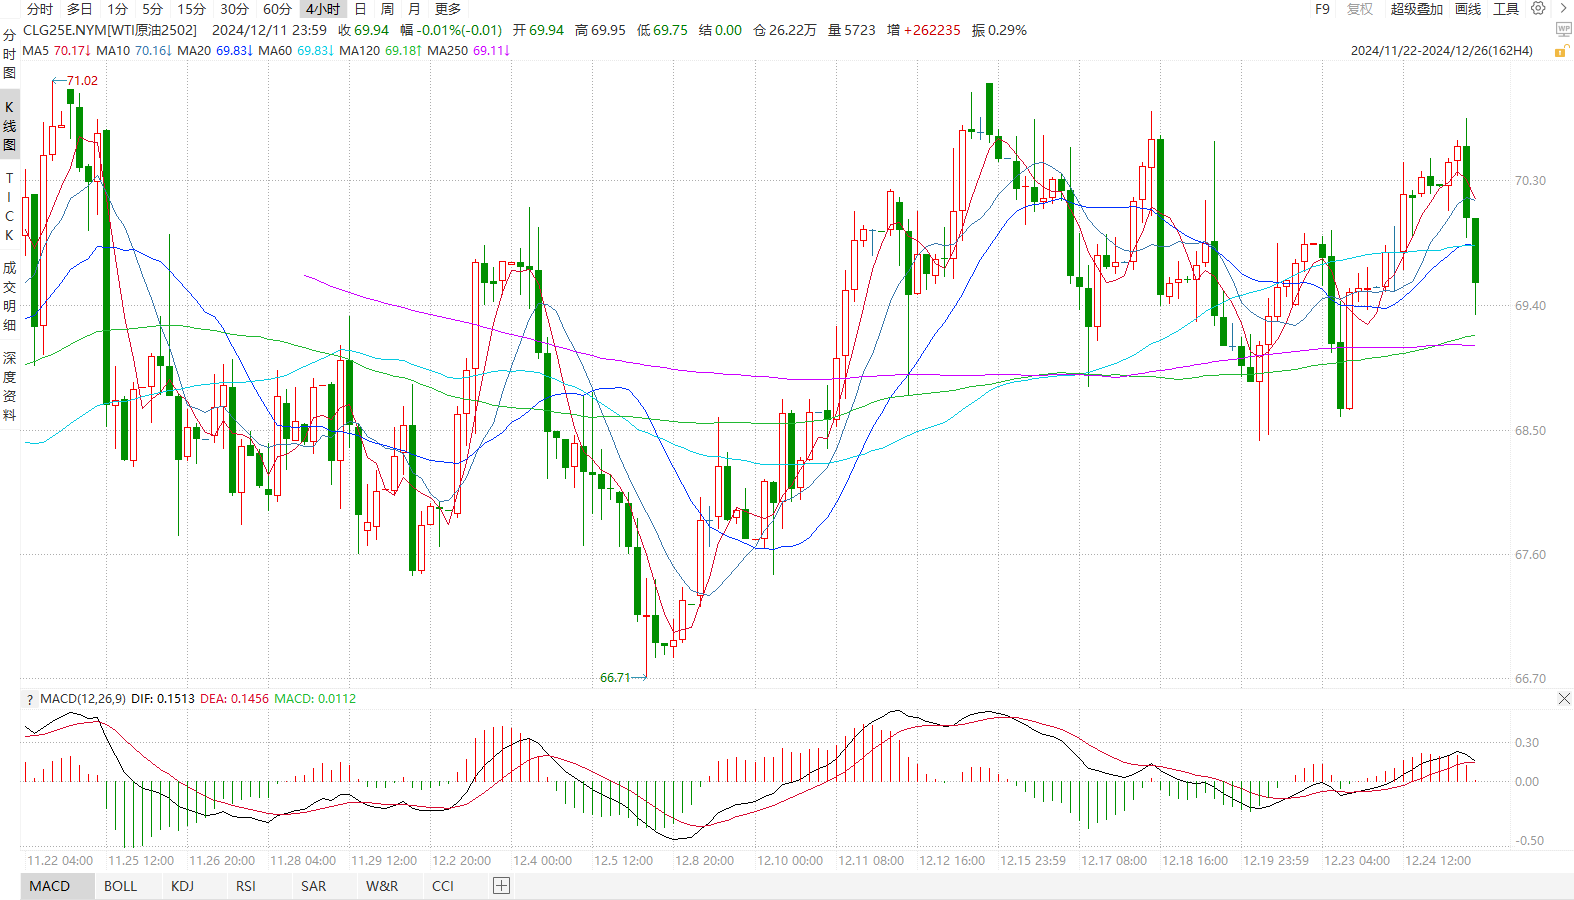 分时 多日 1分 5分 15分 30分 60分 4小时 日 周 月 更多 F9 复权 超级叠加 画线 工具
CLG25E.NYM[WTI原油2502] 2024/12/11 23:59 收 69.94 幅 -0.01%(-0.01) 开 69.94 高 69.95 低 69.75 结 0.00 仓 26.22万 量 5723 增 +262235 振 0.29%
MA5 70.17↓ MA10 70.16↓ MA20 69.83↓ MA60 69.83↓ MA120 69.18↑ MA250 69.11↓ 2024/11/22-2024/12/26(162H4)
WP
分时图
K线图
TICK
成交明细
深度资料
71.02
70.30
69.40
68.50
67.60
66.71
66.70
? MACD(12,26,9) DIF: 0.1513 DEA: 0.1456 MACD: 0.0112
0.30
0.00
-0.50
11.22 04:00 11.25 12:00 11.26 20:00 11.28 04:00 11.29 12:00 12.2 20:00 12.4 00:00 12.5 12:00 12.8 20:00 12.10 00:00 12.11 08:00 12.12 16:00 12.15 23:59 12.17 08:00 12.18 16:00 12.19 23:59 12.23 04:00 12.24 12:00
MACD BOLL KDJ RSI SAR W&R CCI